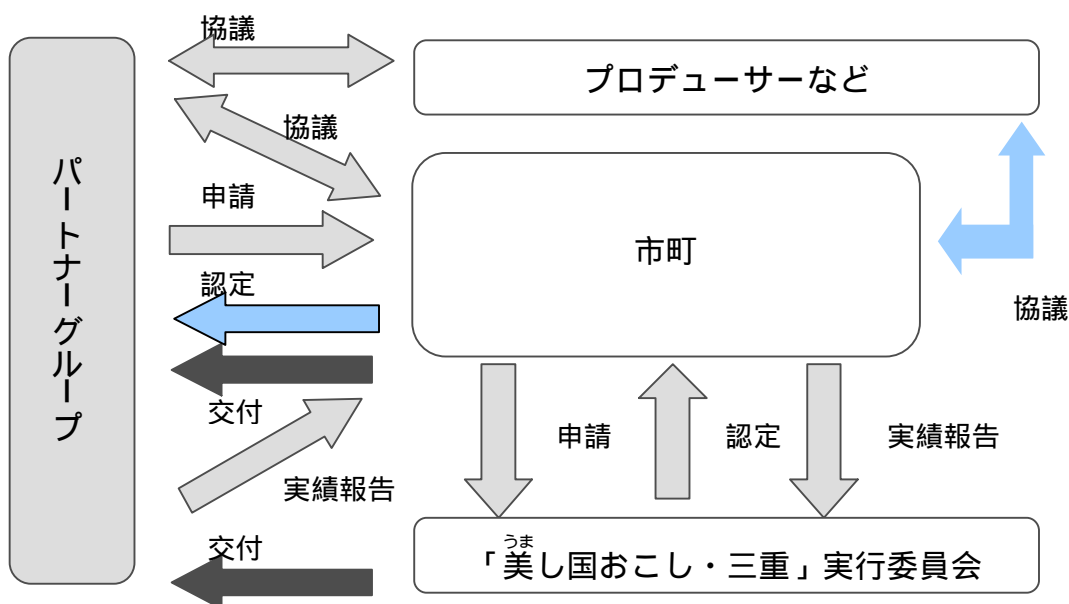 協議
プロデューサーなど
協議
パートナーグループ
申請
市町
認定
協議
交付
申請
認定
実績報告
実績報告
交付
うま
「美し国おこし・三重」実行委員会